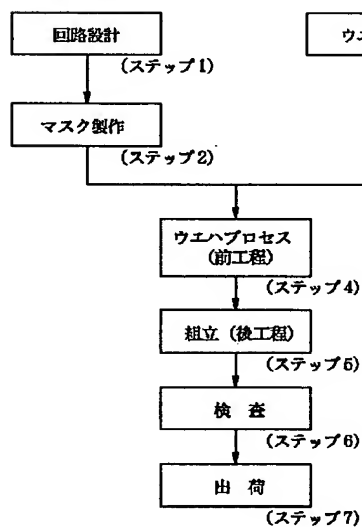 回路設計
ウエ
(ステップ1)
マスク製作
(ステップ2)
ウエハプロセス
(前工程)
(ステップ4)
組立 (後工程)
(ステップ5)
検 査
(ステップ6)
出 荷
(ステップ7)